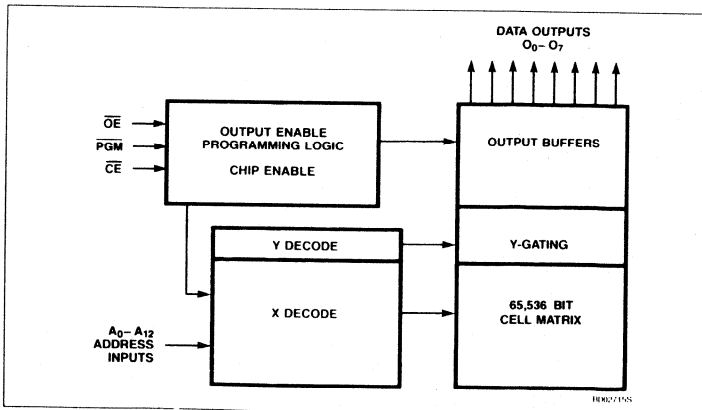 DATA OUTPUTS
O₀– O₇
OE
PGM
CE
OUTPUT ENABLE
PROGRAMMING LOGIC
CHIP ENABLE
OUTPUT BUFFERS
Y DECODE
Y-GATING
X DECODE
65,536 BIT
CELL MATRIX
A₀– A₁₂
ADDRESS
INPUTS
BD02715S